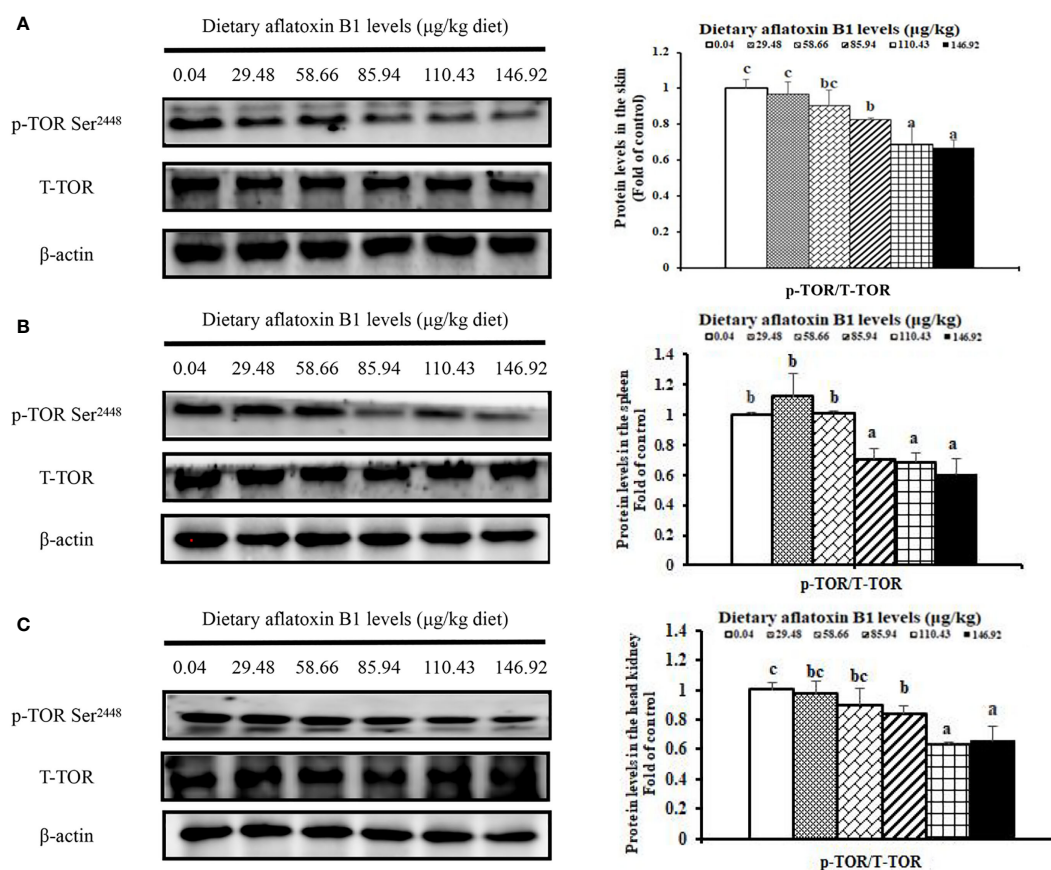 A
Dietary aflatoxin B1 levels (μg/kg diet)
0.04 29.48 58.66 85.94 110.43 146.92
p-TOR Ser2448
T-TOR
β-actin
Dietary aflatoxin B1 levels (μg/kg)
0.04 29.48 58.66 85.94 110.43 146.92
Protein levels in the skin
(Fold of control)
1.2
1
0.8
0.6
0.4
0.2
0
c c bc b a a
p-TOR/T-TOR
B
Dietary aflatoxin B1 levels (μg/kg diet)
0.04 29.48 58.66 85.94 110.43 146.92
p-TOR Ser2448
T-TOR
β-actin
Dietary aflatoxin B1 levels (μg/kg)
0.04 29.48 58.66 85.94 110.43 146.92
Protein levels in the spleen
Fold of control
1.4
1.2
1
0.8
0.6
0.4
0.2
0
b b b a a a
p-TOR/T-TOR
C
Dietary aflatoxin B1 levels (μg/kg diet)
0.04 29.48 58.66 85.94 110.43 146.92
p-TOR Ser2448
T-TOR
β-actin
Dietary aflatoxin B1 levels (μg/kg)
0.04 29.48 58.66 85.94 110.43 146.92
Protein levels in the head kidney
Fold of control
1.4
1.2
1
0.8
0.6
0.4
0.2
0
c bc bc b a a
p-TOR/T-TOR